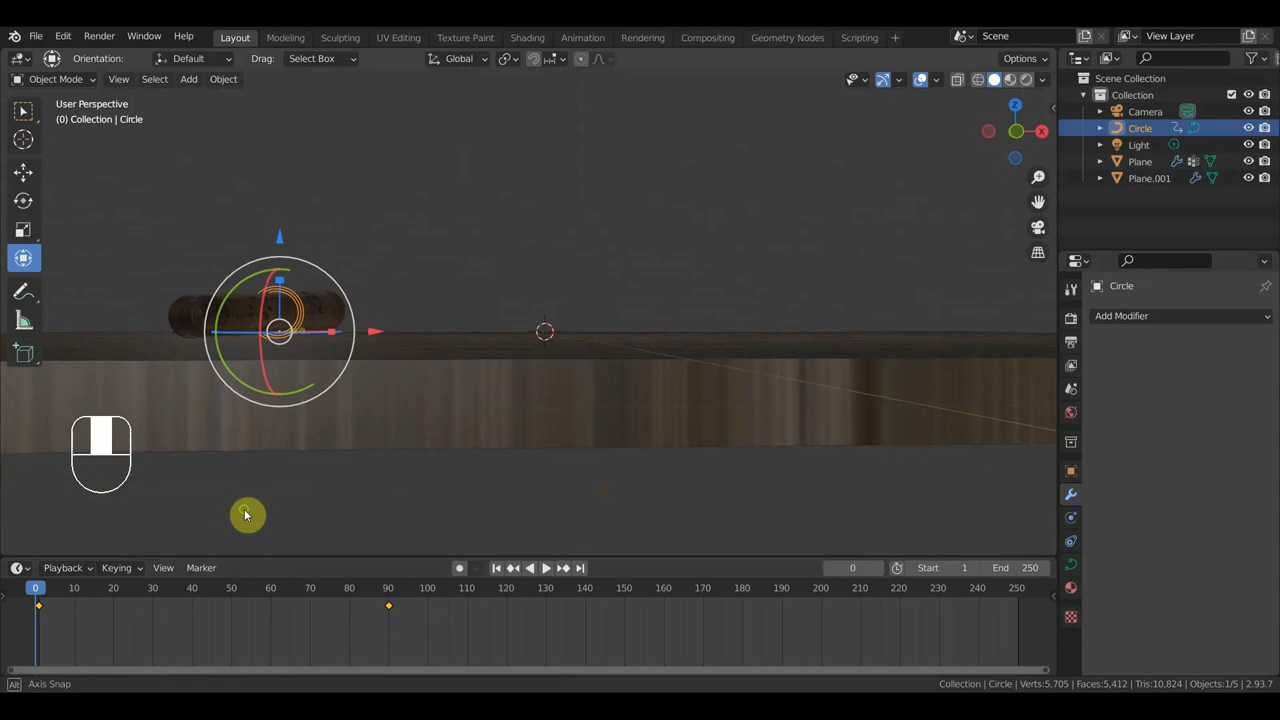 File Edit Render Window Help Layout Modeling Sculpting UV Editing Texture Paint Shading Animation Rendering Compositing Geometry Nodes Scripting + Scene View Layer
Orientation: Default Drag: Select Box Global Options
Object Mode View Select Add Object
User Perspective
(0) Collection | Circle
Z
X
Scene Collection
Collection
Camera
Circle
Light
Plane
Plane.001
Circle
Add Modifier
Playback Keying View Marker 0 Start 1 End 250
0 10 20 30 40 50 60 70 80 90 100 110 120 130 140 150 160 170 180 190 200 210 220 230 240 250
Alt Axis Snap Collection | Circle | Verts:5,705 | Faces:5,412 | Tris:10,824 | Objects:1/5 | 2.93.7